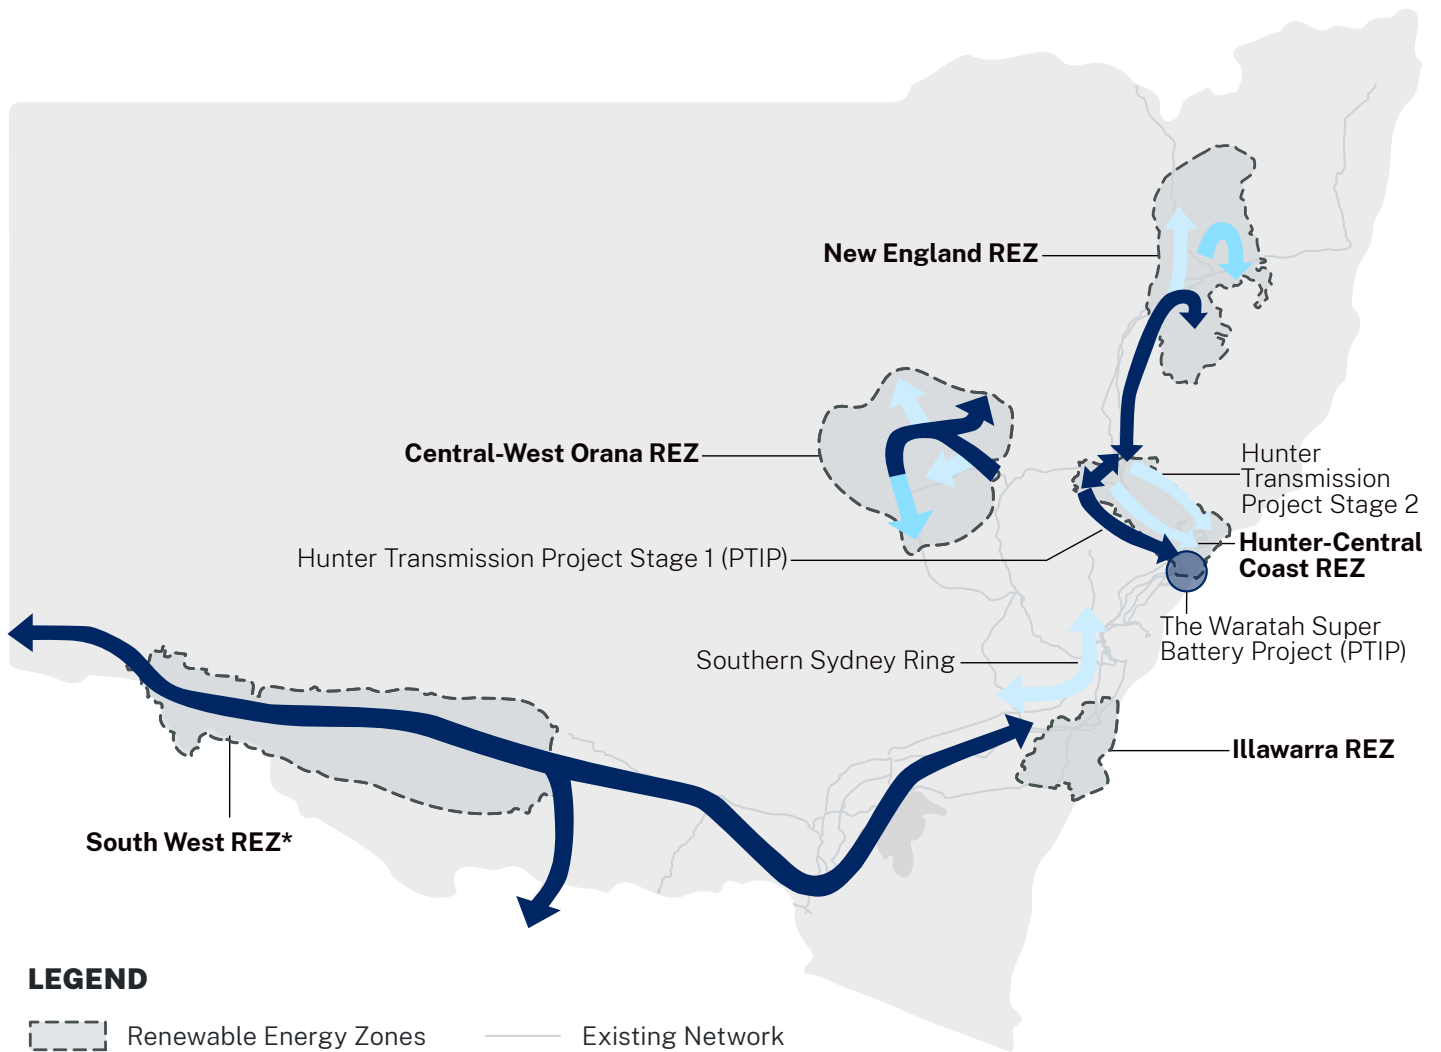 New England REZ
Central-West Orana REZ
Hunter
Transmission
Project Stage 2
Hunter Transmission Project Stage 1 (PTIP)
Hunter-Central
Coast REZ
The Waratah Super
Battery Project (PTIP)
Southern Sydney Ring
Illawarra REZ
South West REZ*
LEGEND
Renewable Energy Zones
Existing Network